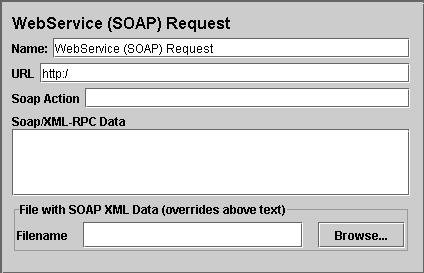 WebService (SOAP) Request
Name: WebService (SOAP) Request
URL http:/
Soap Action
Soap/XML-RPC Data
File with SOAP XML Data (overrides above text)
Filename Browse...